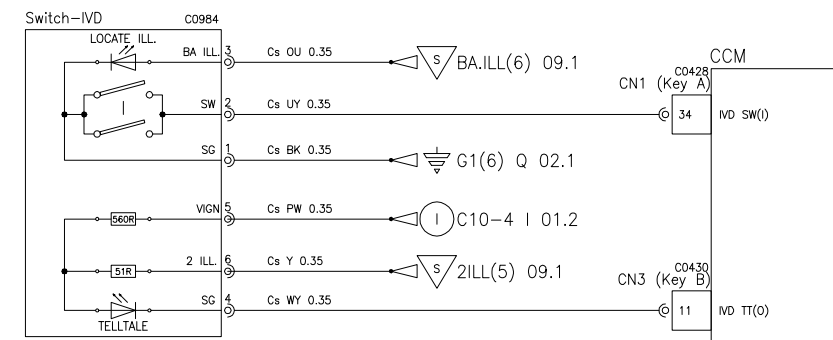 Switch-IVD C0984
LOCATE ILL.
BA ILL. 3 Cs OU 0.35 S BA.ILL(6) 09.1
CCM
C0428
CN1 (Key A)
I SW 2 Cs UY 0.35 34 IVD SW(I)
SG 1 Cs BK 0.35 G1(6) Q 02.1
560R VIGN 5 Cs PW 0.35 I C10-4 I 01.2
51R 2 ILL. 6 Cs Y 0.35 S 2ILL(5) 09.1
C0430
CN3 (Key B)
SG 4 Cs WY 0.35 11 IVD TT(O)
TELLTALE